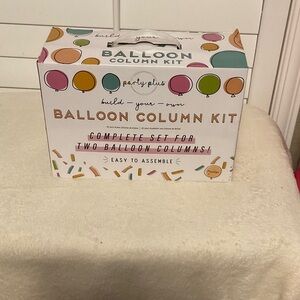 BALLOON
COLUMN KIT
party plus
build - your - own
BALLOON COLUMN KIT
COMPLETE SET FOR
TWO BALLOON COLUMNS!
EASY TO ASSEMBLE